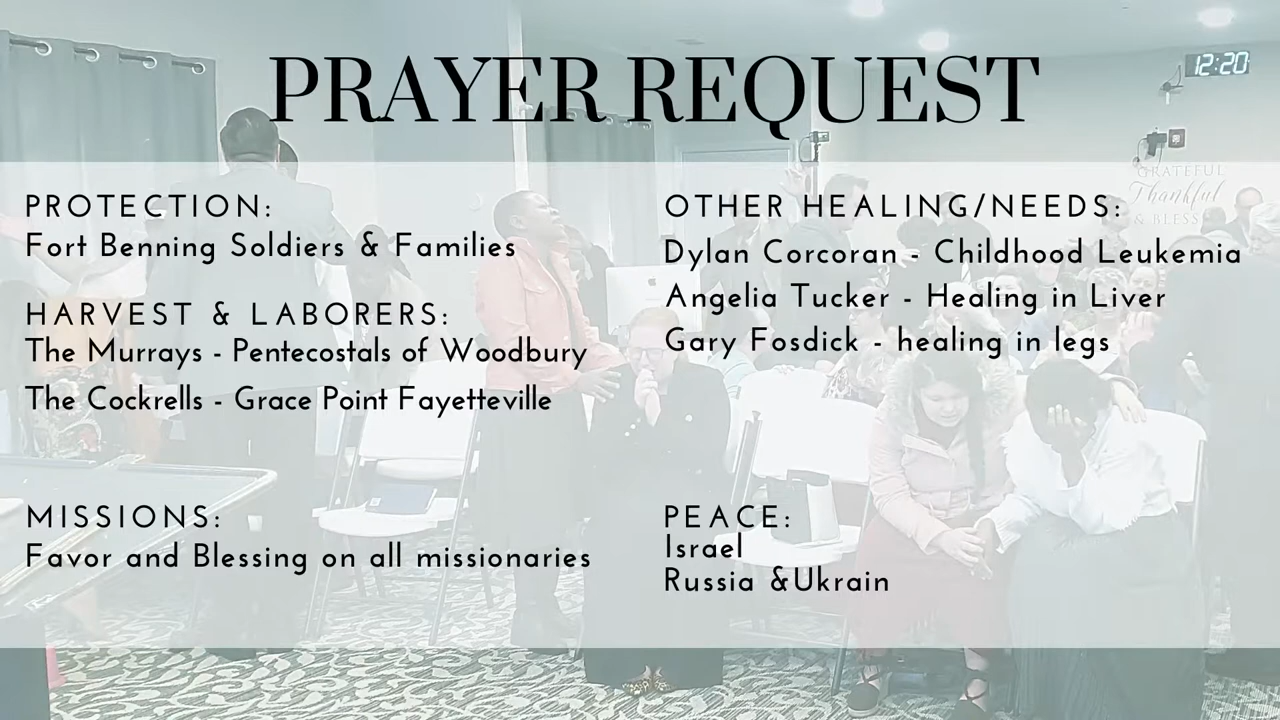 PRAYER REQUEST
12:20
PROTECTION:
Fort Benning Soldiers & Families
HARVEST & LABORERS:
The Murrays - Pentecostals of Woodbury
The Cockrells - Grace Point Fayetteville
MISSIONS:
Favor and Blessing on all missionaries
GRATEFUL
Thankful
& BLESSED
OTHER HEALING/NEEDS:
Dylan Corcoran - Childhood Leukemia
Angelia Tucker - Healing in Liver
Gary Fosdick - healing in legs
PEACE:
Israel
Russia &Ukrain